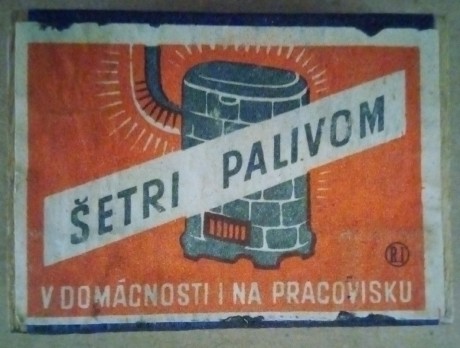 ŠETRI PALIVOM
V DOMÁCNOSTI I NA PRACOVISKU